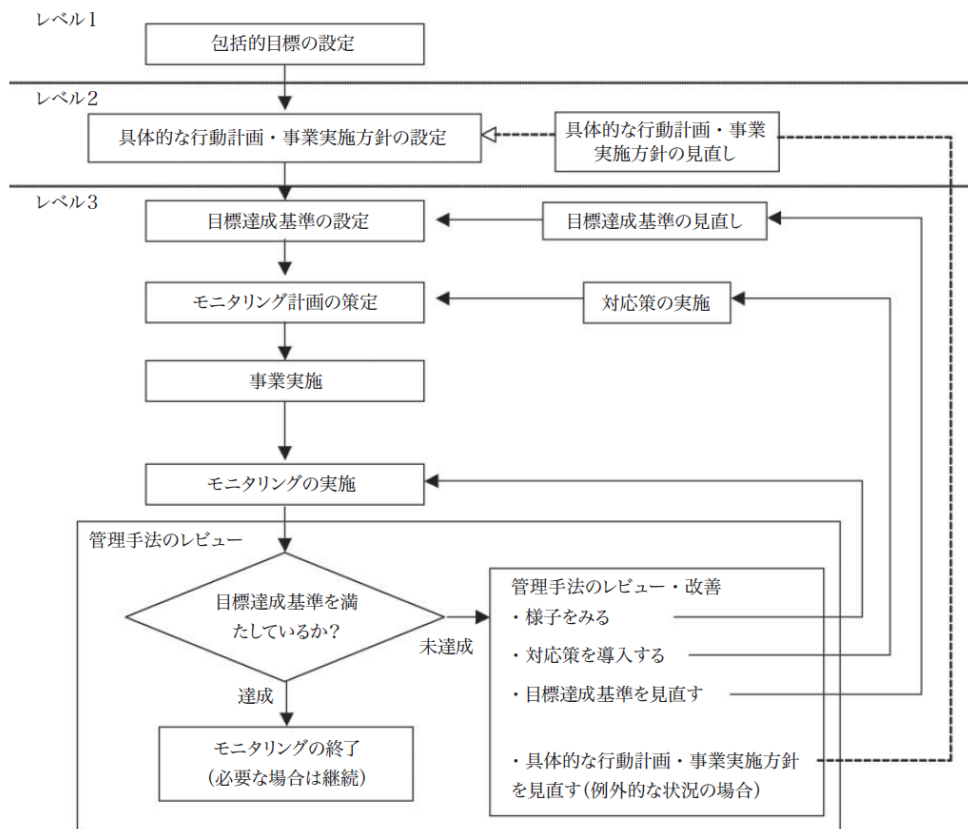 レベル1
包括的目標の設定
レベル2
具体的な行動計画・事業実施方針の設定
具体的な行動計画・事業
実施方針の見直し
レベル3
目標達成基準の設定
目標達成基準の見直し
モニタリング計画の策定
対応策の実施
事業実施
モニタリングの実施
管理手法のレビュー
目標達成基準を満
たしているか？
未達成
達成
モニタリングの終了
(必要な場合は継続)
管理手法のレビュー・改善
・様子をみる
・対応策を導入する
・目標達成基準を見直す
・具体的な行動計画・事業実施方針
を見直す(例外的な状況の場合)